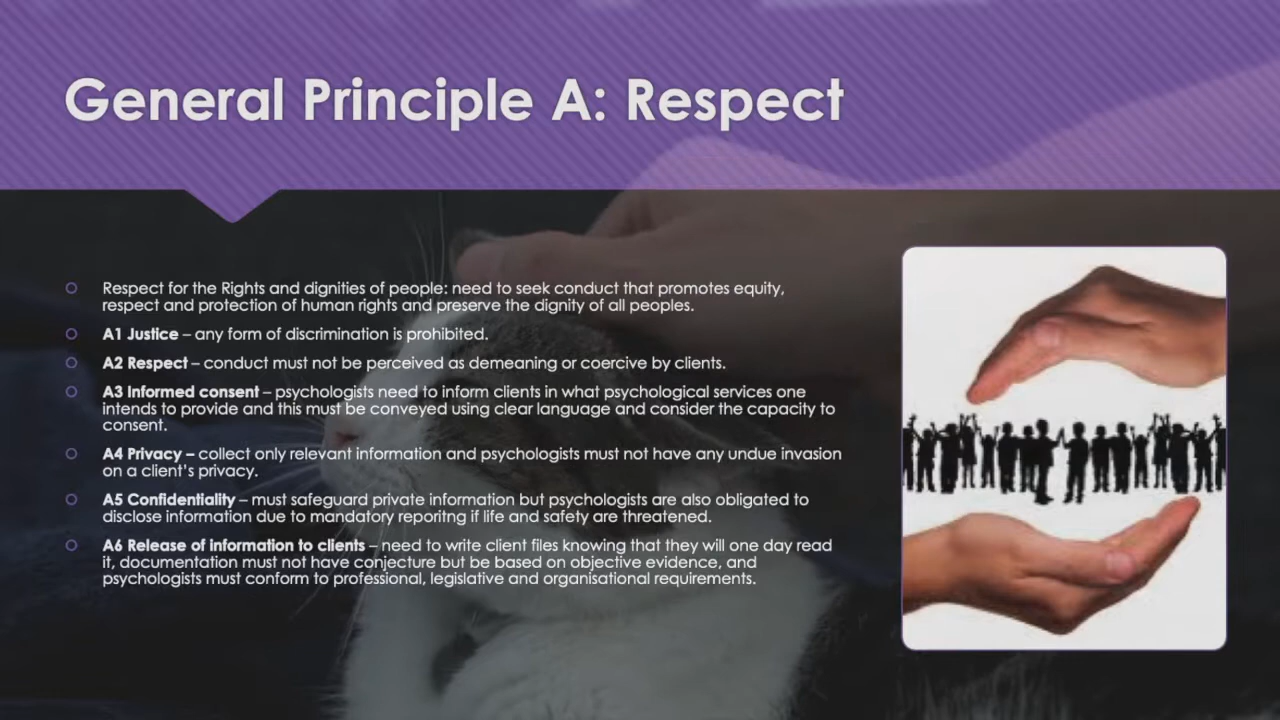 General Principle A: Respect
Respect for the Rights and dignities of people: need to seek conduct that promotes equity,
respect and protection of human rights and preserve the dignity of all peoples.
A1 Justice – any form of discrimination is prohibited.
A2 Respect – conduct must not be perceived as demeaning or coercive by clients.
A3 Informed consent – psychologists need to inform clients in what psychological services one
intends to provide and this must be conveyed using clear language and consider the capacity to
consent.
A4 Privacy – collect only relevant information and psychologists must not have any undue invasion
on a client's privacy.
A5 Confidentiality – must safeguard private information but psychologists are also obligated to
disclose information due to mandatory reporitng if life and safety are threatened.
A6 Release of information to clients – need to write client files knowing that they will one day read
it, documentation must not have conjecture but be based on objective evidence, and
psychologists must conform to professional, legislative and organisational requirements.